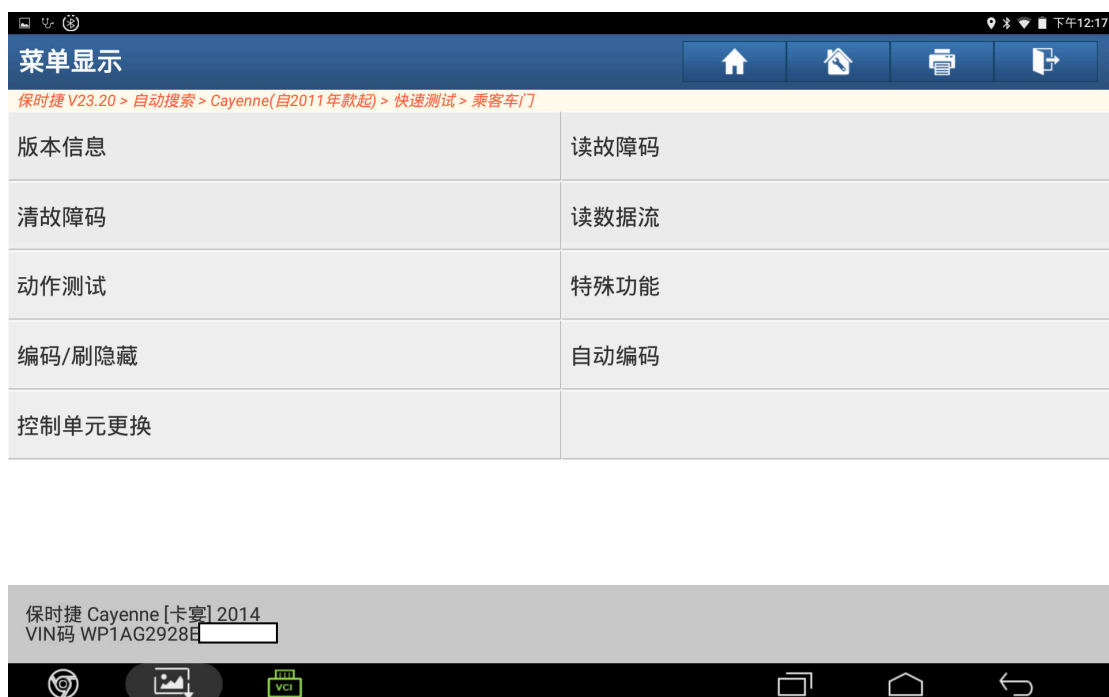 下午12:17
菜单显示
保时捷 V23.20 > 自动搜索 > Cayenne(自2011年款起) > 快速测试 > 乘客车门
版本信息
读故障码
清故障码
读数据流
动作测试
特殊功能
编码/刷隐藏
自动编码
控制单元更换
保时捷 Cayenne [卡宴] 2014
VIN码 WP1AG2928E
VCI